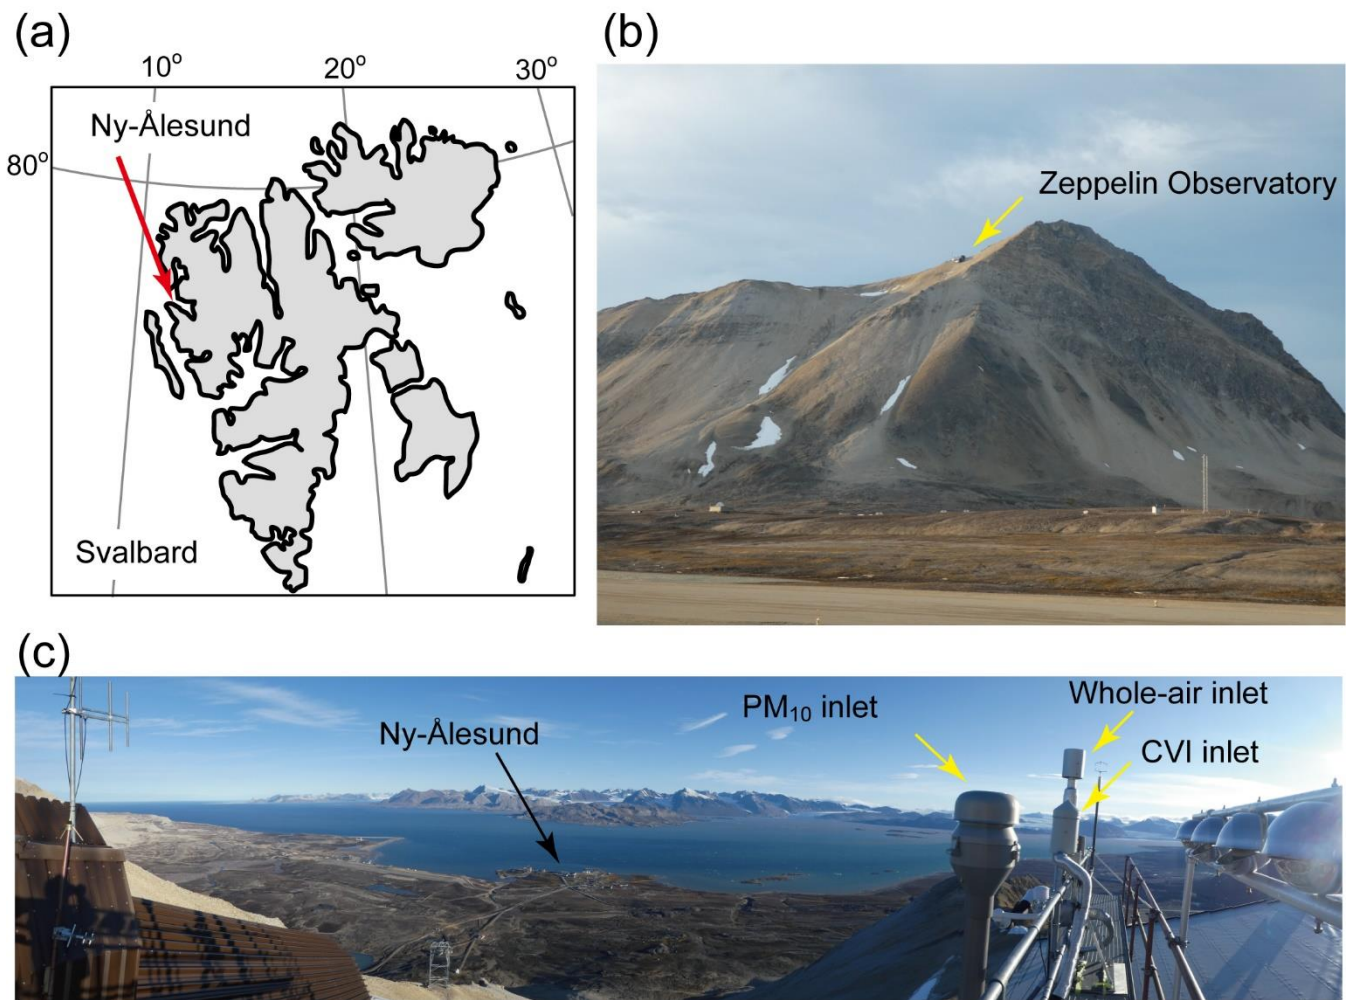 (a)
10°
20°
30°
Ny-Ålesund
80°
Svalbard
(b)
Zeppelin Observatory
(c)
Ny-Ålesund
PM₁₀ inlet
Whole-air inlet
CVI inlet